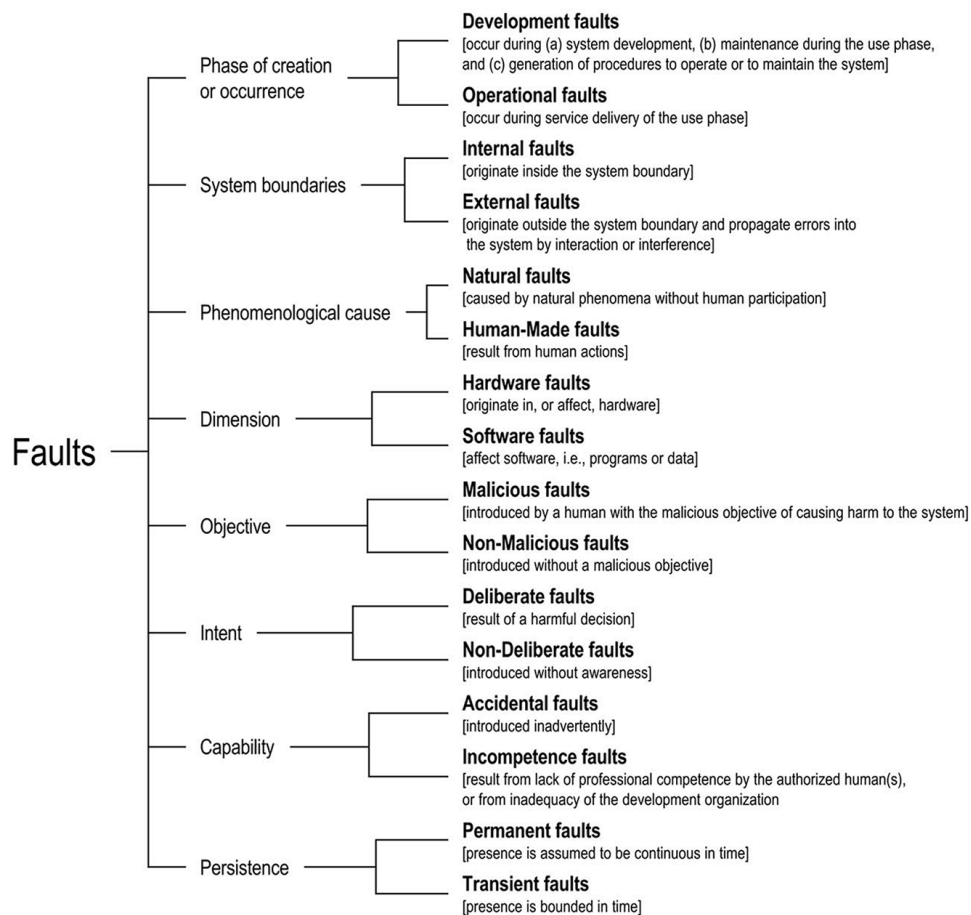 Development faults
[occur during (a) system development, (b) maintenance during the use phase,
and (c) generation of procedures to operate or to maintain the system]
Phase of creation
or occurrence
Operational faults
[occur during service delivery of the use phase]
Internal faults
[originate inside the system boundary]
System boundaries
External faults
[originate outside the system boundary and propagate errors into
the system by interaction or interference]
Natural faults
[caused by natural phenomena without human participation]
Phenomenological cause
Human-Made faults
[result from human actions]
Hardware faults
[originate in, or affect, hardware]
Dimension
Software faults
[affect software, i.e., programs or data]
Faults
Malicious faults
[introduced by a human with the malicious objective of causing harm to the system]
Objective
Non-Malicious faults
[introduced without a malicious objective]
Deliberate faults
[result of a harmful decision]
Intent
Non-Deliberate faults
[introduced without awareness]
Accidental faults
[introduced inadvertently]
Capability
Incompetence faults
[result from lack of professional competence by the authorized human(s),
or from inadequacy of the development organization
Permanent faults
[presence is assumed to be continuous in time]
Persistence
Transient faults
[presence is bounded in time]